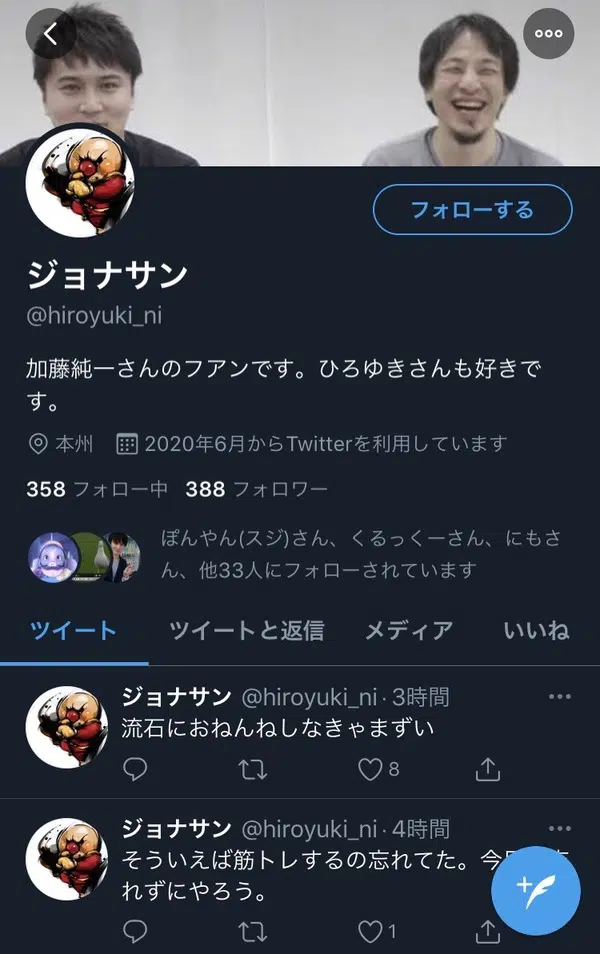 フォローする
ジョナサン
@hiroyuki_ni
加藤純一さんのフアンです。ひろゆきさんも好きで
す。
本州 2020年6月からTwitterを利用しています
358 フォロー中 388 フォロワー
ぽんやん(スジ)さん、くるっくーさん、にもさ
ん、他33人にフォローされています
ツイート ツイートと返信 メディア いいね
ジョナサン @hiroyuki_ni · 3時間
流石におねんねしなきゃまずい
8
ジョナサン @hiroyuki_ni · 4時間
そういえば筋トレするの忘れてた。今
れずにやろう。
1